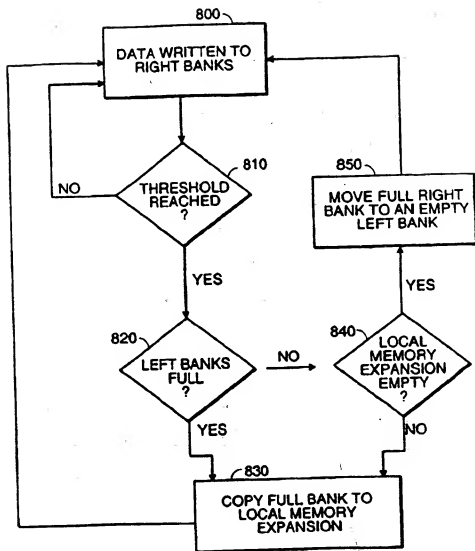 800
DATA WRITTEN TO
RIGHT BANKS
810
NO
THRESHOLD
REACHED
?
YES
850
MOVE FULL RIGHT
BANK TO AN EMPTY
LEFT BANK
YES
820
LEFT BANKS
FULL
?
NO
840
LOCAL
MEMORY
EXPANSION
EMPTY
?
YES
NO
830
COPY FULL BANK TO
LOCAL MEMORY
EXPANSION